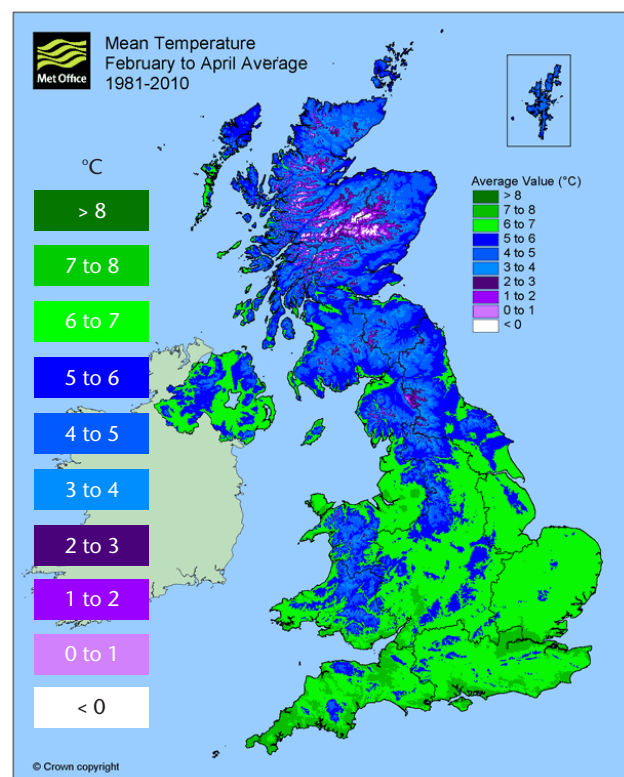 Met Office
Mean Temperature
February to April Average
1981-2010
°C
> 8
7 to 8
6 to 7
5 to 6
4 to 5
3 to 4
2 to 3
1 to 2
0 to 1
< 0
Average Value (°C)
> 8
7 to 8
6 to 7
5 to 6
4 to 5
3 to 4
2 to 3
1 to 2
0 to 1
< 0
© Crown copyright